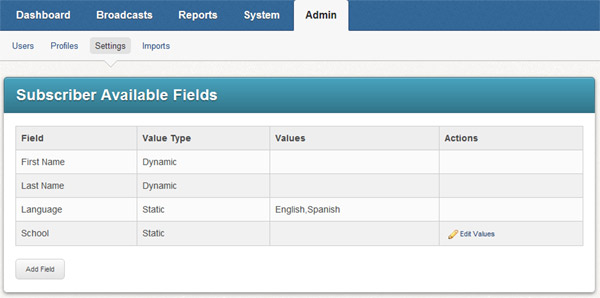 Dashboard Broadcasts Reports System Admin
Users Profiles Settings Imports
Subscriber Available Fields
Field Value Type Values Actions
First Name Dynamic
Last Name Dynamic
Language Static English,Spanish
School Static Edit Values
Add Field